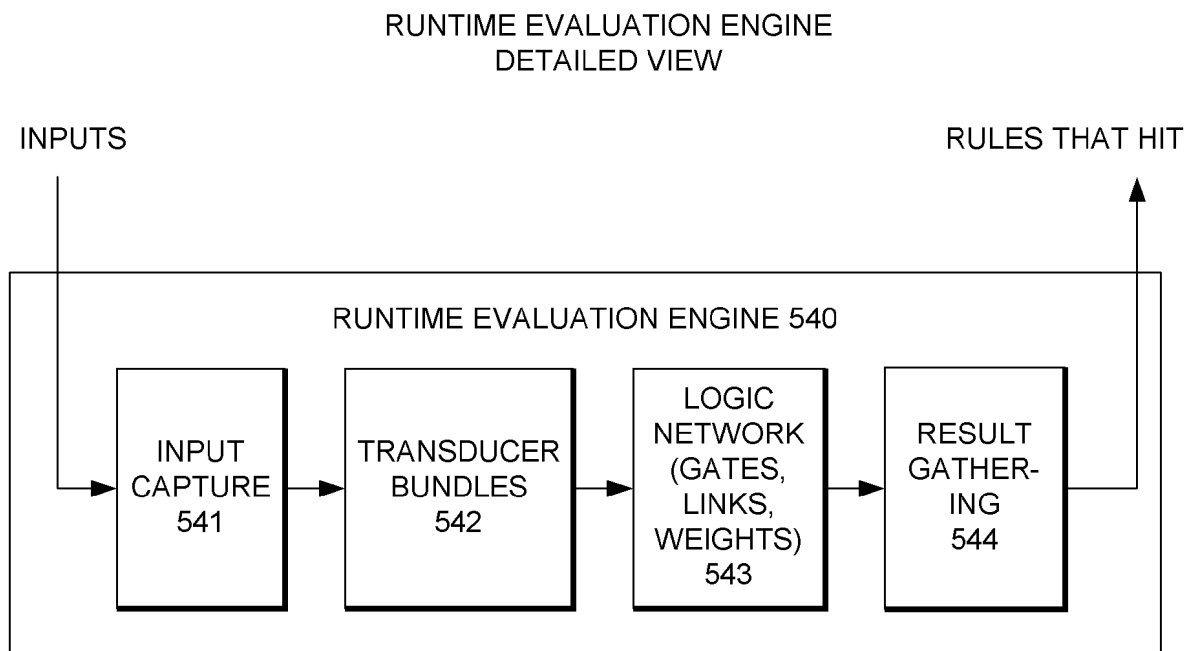 RUNTIME EVALUATION ENGINE
DETAILED VIEW
INPUTS
RULES THAT HIT
RUNTIME EVALUATION ENGINE 540
INPUT
CAPTURE
541
TRANSDUCER
BUNDLES
542
LOGIC
NETWORK
(GATES,
LINKS,
WEIGHTS)
543
RESULT
GATHER-
ING
544